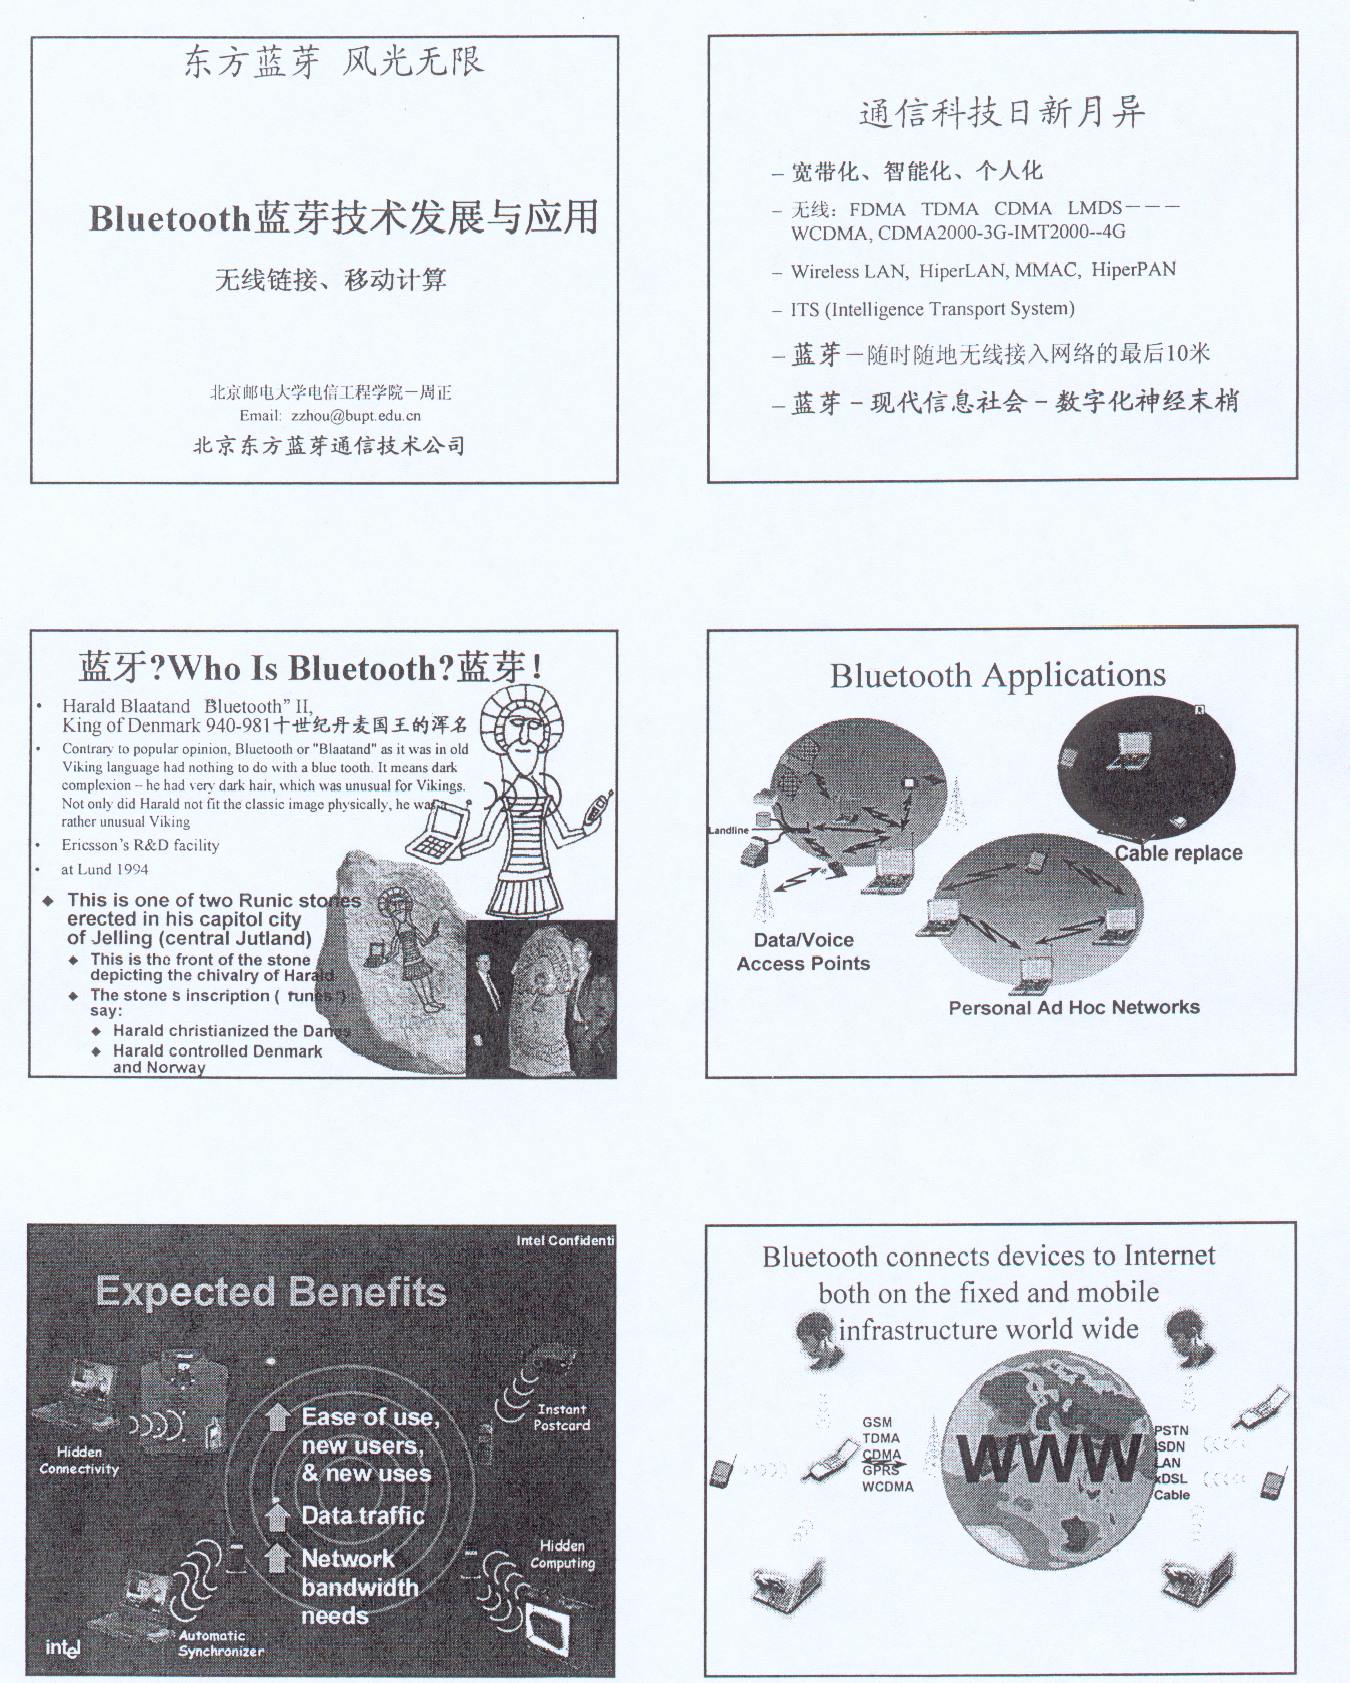 东方蓝芽 风光无限
Bluetooth蓝芽技术发展与应用
无线链接、移动计算
北京邮电大学电信工程学院－周正
Email: zzhou@bupt.edu.cn
北京东方蓝芽通信技术公司
通信科技日新月异
– 宽带化、智能化、个人化
– 无线: FDMA TDMA CDMA LMDS－－－
WCDMA, CDMA2000-3G-IMT2000--4G
– Wireless LAN, HiperLAN, MMAC, HiperPAN
– ITS (Intelligence Transport System)
– 蓝芽－随时随地无线接入网络的最后10米
– 蓝芽－现代信息社会－数字化神经末梢
蓝牙?Who Is Bluetooth?蓝芽!
• Harald Blaatand Bluetooth” II,
King of Denmark 940-981十世纪丹麦国王的浑名
• Contrary to popular opinion, Bluetooth or "Blaatand" as it was in old
Viking language had nothing to do with a blue tooth. It means dark
complexion – he had very dark hair, which was unusual for Vikings.
Not only did Harald not fit the classic image physically, he was a
rather unusual Viking
• Ericsson’s R&D facility
• at Lund 1994
◆ This is one of two Runic stones
erected in his capitol city
of Jelling (central Jutland)
◆ This is the front of the stone
depicting the chivalry of Harald
◆ The stone s inscription ( runes ”)
say:
◆ Harald christianized the Danes
◆ Harald controlled Denmark
and Norway
Bluetooth Applications
Landline
Cable replace
Data/Voice
Access Points
Personal Ad Hoc Networks
Intel Confidenti
Expected Benefits
Hidden
Connectivity
Instant
Postcard
Ease of use,
new users,
& new uses
Data traffic
Network
bandwidth
needs
Hidden
Computing
Automatic
Synchronizer
intel
Bluetooth connects devices to Internet
both on the fixed and mobile
infrastructure world wide
GSM
TDMA
CDMA
GPRS
WCDMA
WWW
PSTN
ISDN
LAN
xDSL
Cable